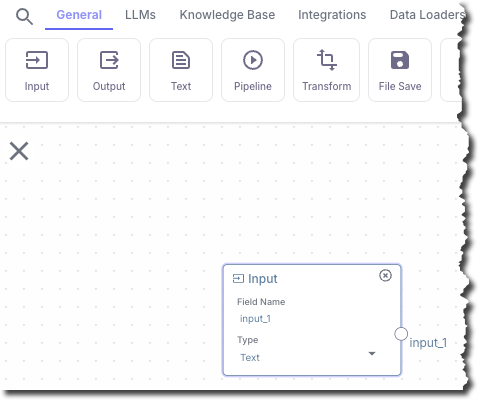 General LLMs Knowledge Base Integrations Data Loaders
Input Output Text Pipeline Transform File Save
Input
Field Name
input_1
Type
input_1
Text